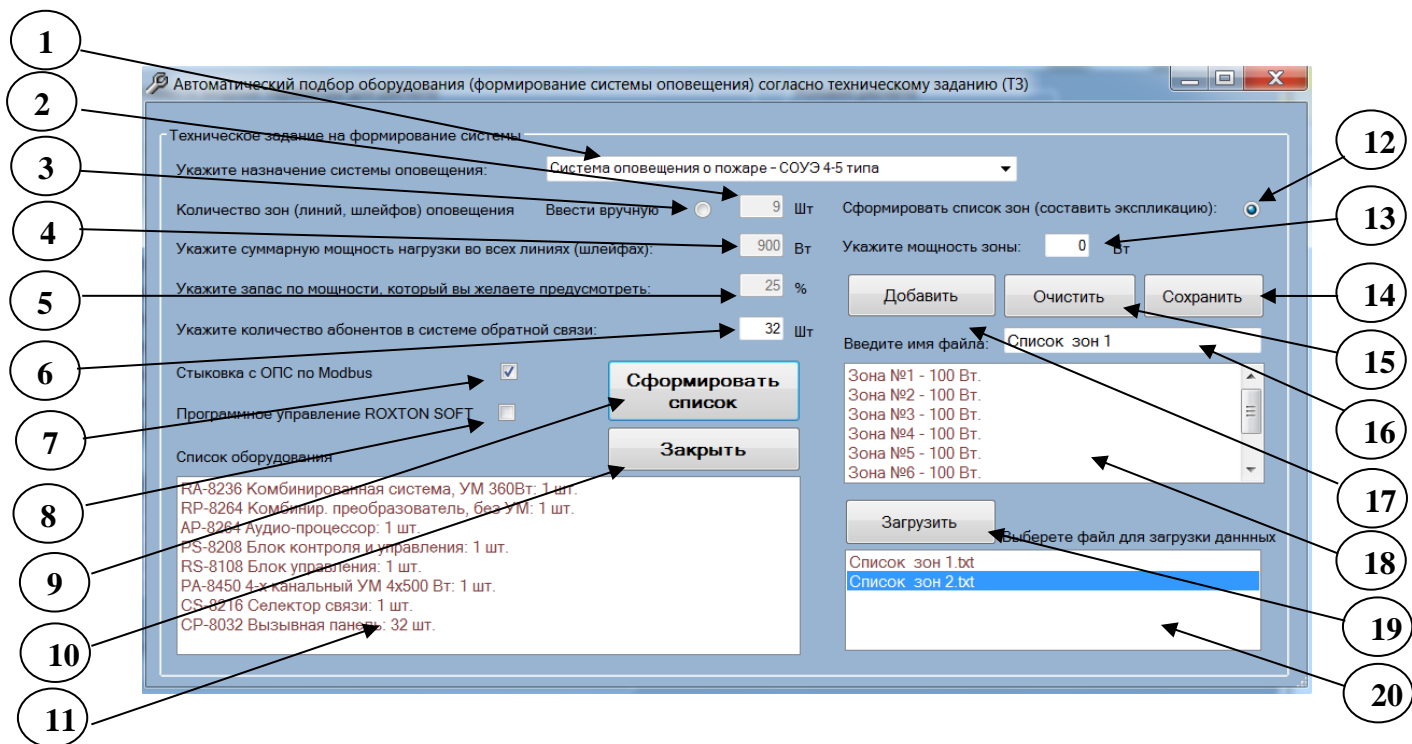 1
2
3
4
5
6
7
8
9
10
11
12
13
14
15
16
17
18
19
20
Автоматический подбор оборудования (формирование системы оповещения) согласно техническому заданию (ТЗ)
Техническое задание на формирование системы
Укажите назначение системы оповещения: Система оповещения о пожаре - СОУЭ 4-5 типа
Количество зон (линий, шлейфов) оповещения Ввести вручную 9 Шт
Укажите суммарную мощность нагрузки во всех линиях (шлейфах): 900 Вт
Укажите запас по мощности, который вы желаете предусмотреть: 25 %
Укажите количество абонентов в системе обратной связи: 32 Шт
Стыковка с ОПС по Modbus
Программное управление ROXTON SOFT
Сформировать
список
Закрыть
Список оборудования
RA-8236 Комбинированная система, УМ 360Вт: 1 шт.
RP-8264 Комбинир. преобразователь, без УМ: 1 шт.
AP-8264 Аудио-процессор: 1 шт.
PS-8208 Блок контроля и управления: 1 шт.
RS-8108 Блок управления: 1 шт.
PA-8450 4-х канальный УМ 4x500 Вт: 1 шт.
CS-8216 Селектор связи: 1 шт.
CP-8032 Вызывная панель: 32 шт.
Сформировать список зон (составить экспликацию):
Укажите мощность зоны: 0 Вт
Добавить Очистить Сохранить
Введите имя файла: Список зон 1
Зона №1 - 100 Вт.
Зона №2 - 100 Вт.
Зона №3 - 100 Вт.
Зона №4 - 100 Вт.
Зона №5 - 100 Вт.
Зона №6 - 100 Вт.
Загрузить
Выберете файл для загрузки даннных
Список зон 1.txt
Список зон 2.txt